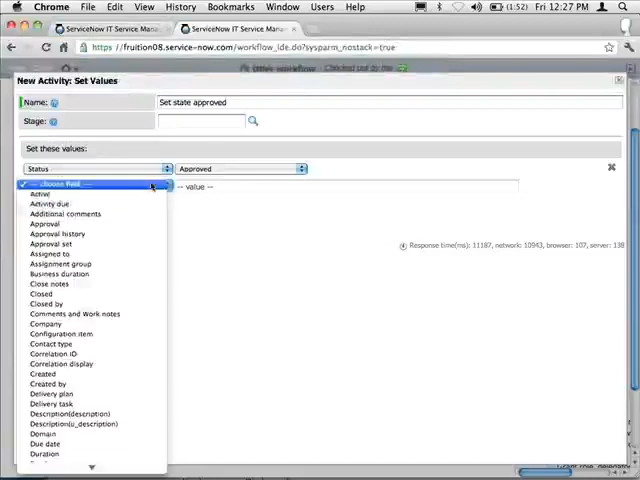 Chrome File Edit View History Bookmarks Window Help (1:52) Fri 12:27 PM
ServiceNow IT Service Mana ServiceNow IT Service Mana
https://fruition08.service-now.com/workflow_ide.do?sysparm_nostack=true
New Activity: Set Values
Name: Set state approved
Stage:
Set these values:
Status Approved
-- choose field -- -- value --
Active
Activity due
Additional comments
Approval
Approval history
Approval set
Assigned to
Assignment group
Business duration
Close notes
Closed
Closed by
Comments and Work notes
Company
Configuration item
Contact type
Correlation ID
Correlation display
Created
Created by
Delivery plan
Delivery task
Description(description)
Description(u_description)
Domain
Due date
Duration
Response time(ms): 11187, network: 10943, browser: 107, server: 138